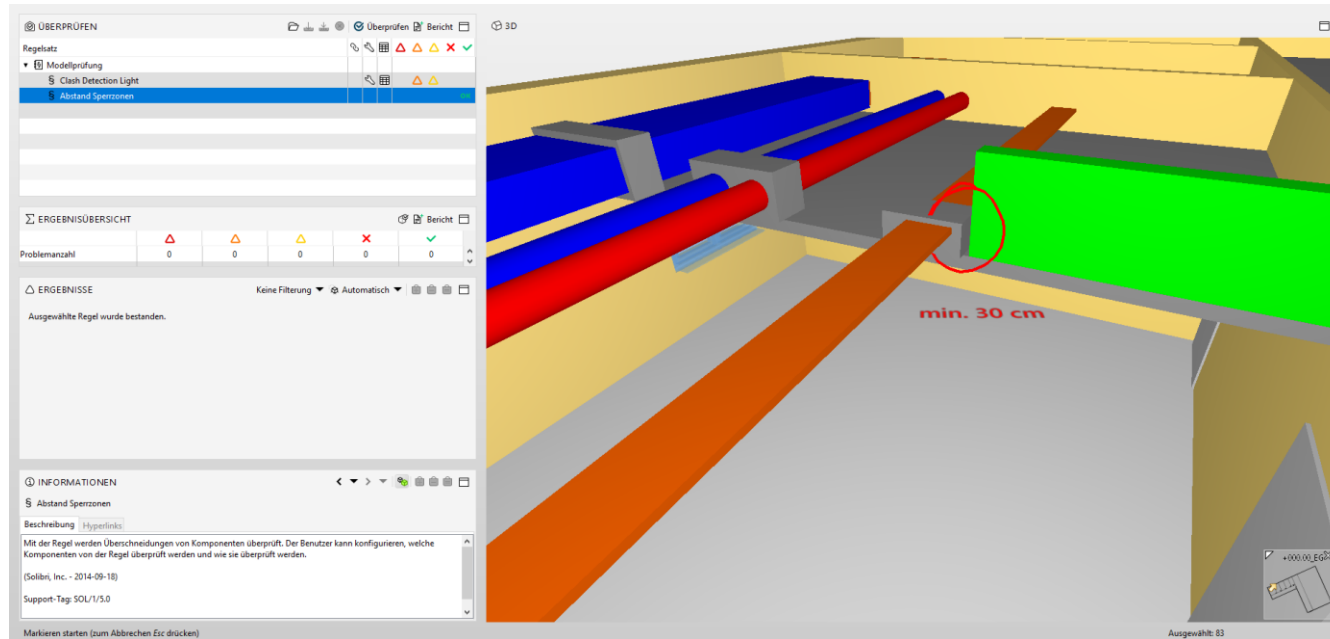 ÜBERPRÜFEN
Überprüfen
Bericht
3D
Regelsatz
Modellprüfung
§ Clash Detection Light
§ Abstand Sperrzonen
OK
∑ ERGEBNISÜBERSICHT
Bericht
Problemanzahl 0 0 0 0 0
ERGEBNISSE
Keine Filterung
Automatisch
Ausgewählte Regel wurde bestanden.
min. 30 cm
INFORMATIONEN
§ Abstand Sperrzonen
Beschreibung Hyperlinks
Mit der Regel werden Überschneidungen von Komponenten überprüft. Der Benutzer kann konfigurieren, welche
Komponenten von der Regel überprüft werden und wie sie überprüft werden.
(Solibri, Inc. - 2014-09-18)
Support-Tag: SOL/1/5.0
+000.00_EG
Markieren starten (zum Abbrechen Esc drücken)
Ausgewählt: 83